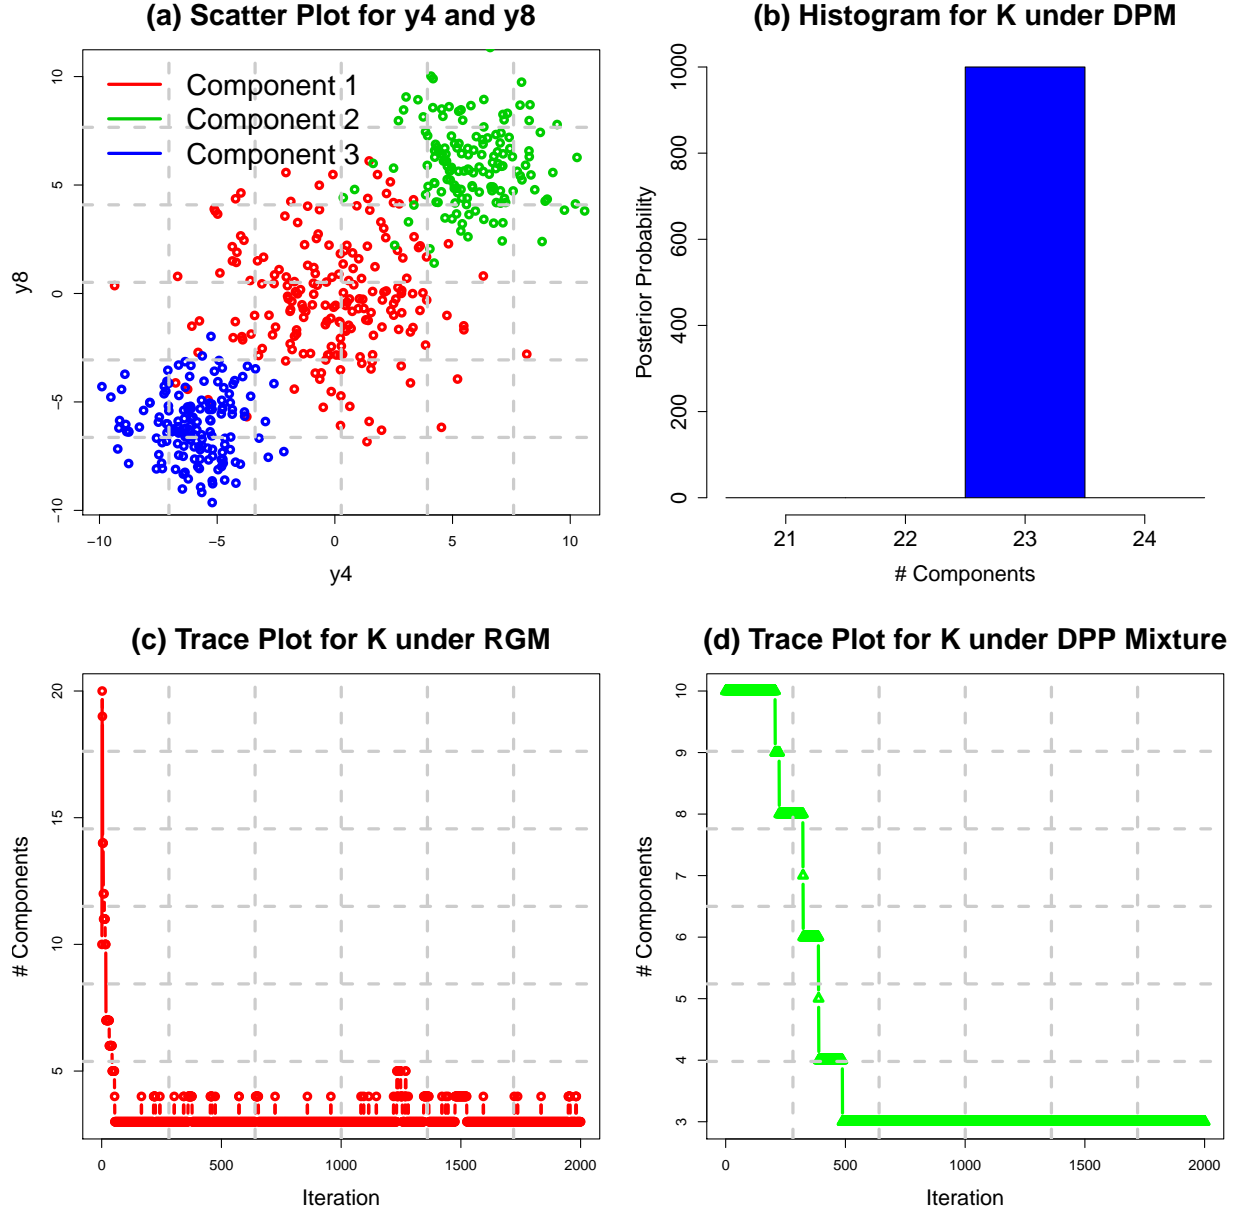 (a) Scatter Plot for y4 and y8
Component 1
Component 2
Component 3
y8
10
5
0
−5
−10
−10 −5 0 5 10
y4
(b) Histogram for K under DPM
Posterior Probability
1000
800
600
400
200
0
21 22 23 24
# Components
(c) Trace Plot for K under RGM
# Components
20
15
10
5
0 500 1000 1500 2000
Iteration
(d) Trace Plot for K under DPP Mixture
# Components
10
9
8
7
6
5
4
3
0 500 1000 1500 2000
Iteration